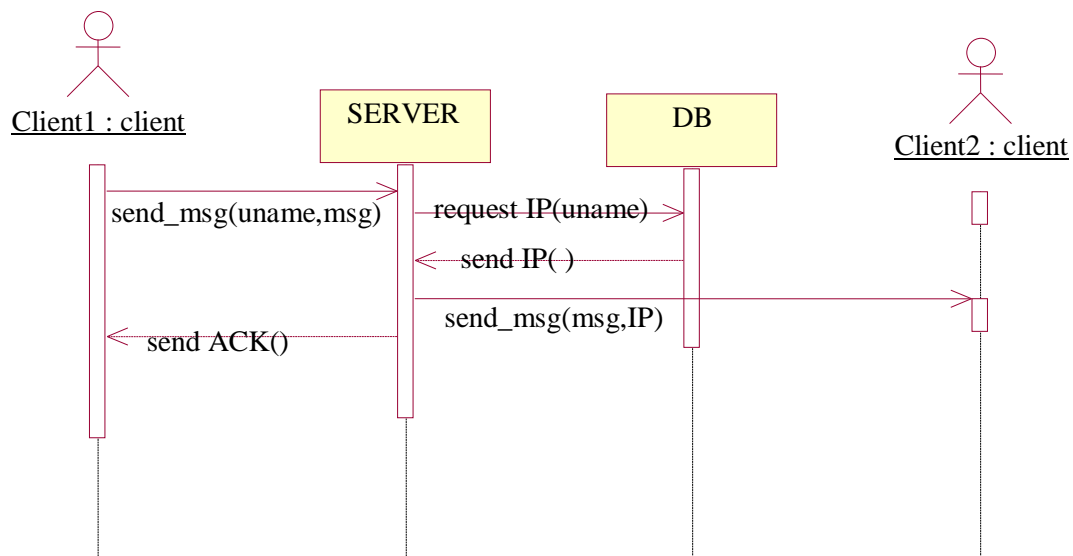 Client1 : client
SERVER
DB
Client2 : client
send_msg(uname,msg)
request IP(uname)
send IP( )
send_msg(msg,IP)
send ACK()